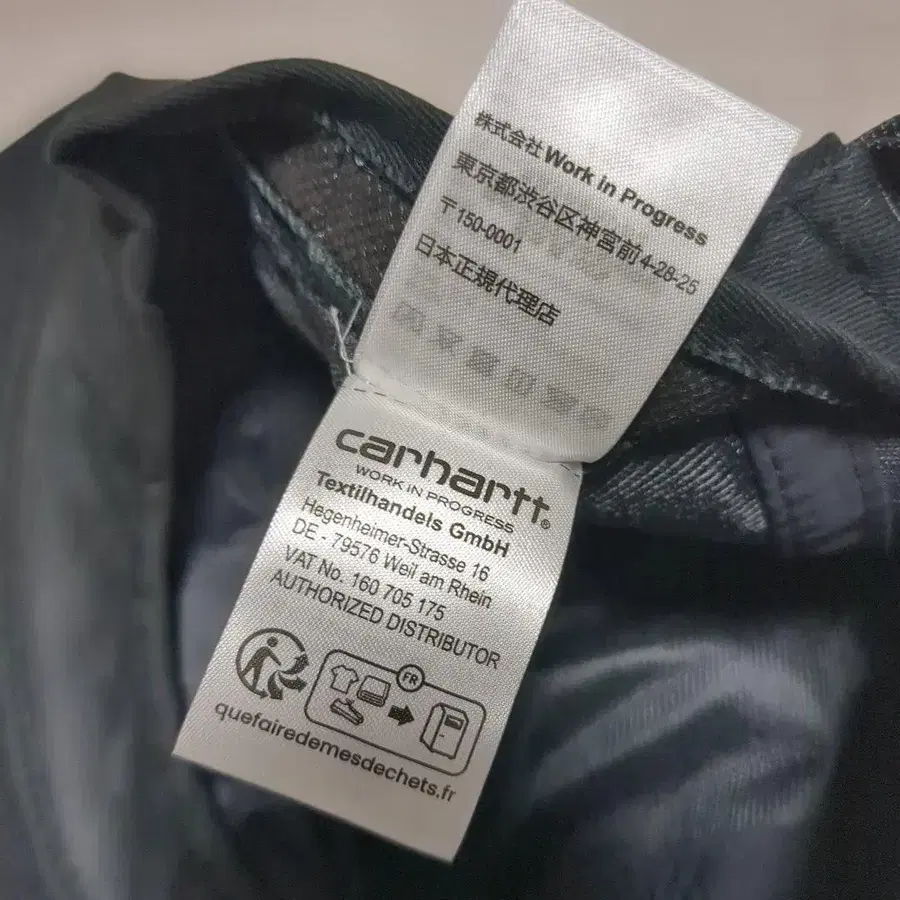 株式会社 Work in Progress
東京都渋谷区神宮前 4-28-25
〒150-0001
日本正規代理店
carhartt®
WORK IN PROGRESS
Textilhandels GmbH
Hegenheimer-Strasse 16
DE - 79576 Weil am Rhein
VAT No. 160 705 175
AUTHORIZED DISTRIBUTOR
FR
quefairedemesdechets.fr